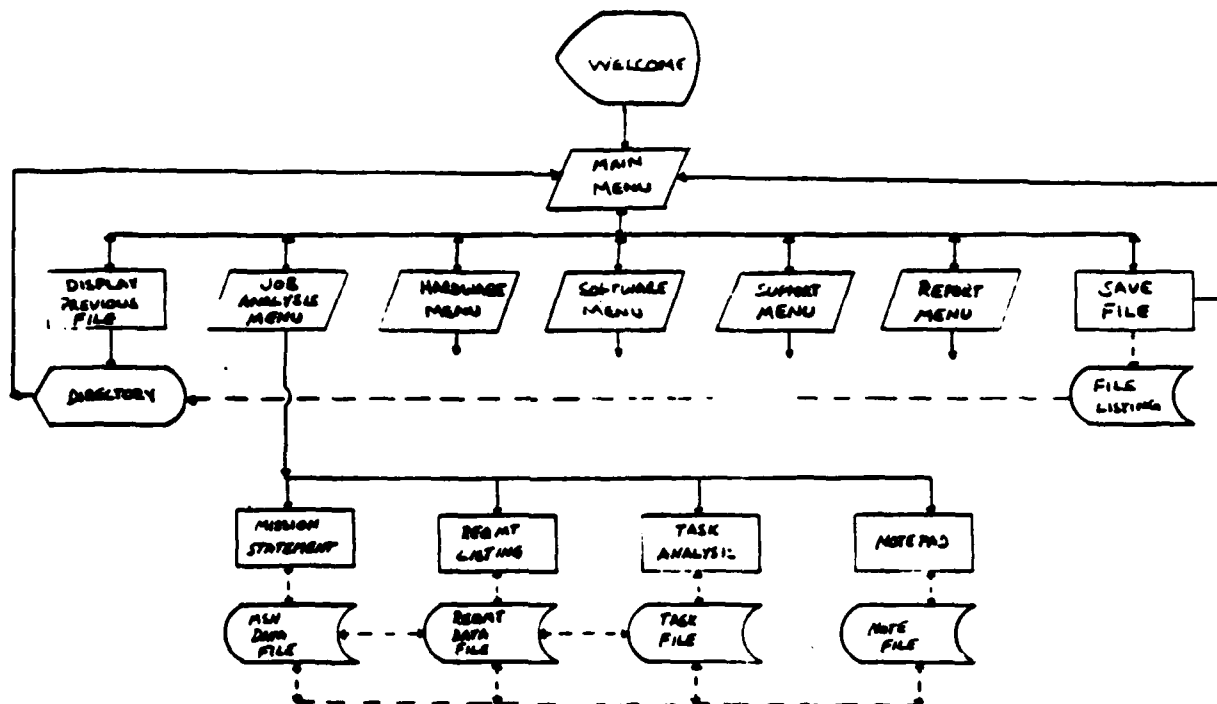 WELCOME
MAIN
MENU
DISPLAY
PREVIOUS
FILE
JOB
ANALYSIS
MENU
HARDWARE
MENU
SOFTWARE
MENU
SUPPORT
MENU
REPORT
MENU
SAVE
FILE
DIRECTORY
FILE
LISTING
MISSION
STATEMENT
REQMT
LISTING
TASK
ANALYSIS
NOTEPAD
MSN
DATA
FILE
REQMT
DATA
FILE
TASK
FILE
NOTE
FILE